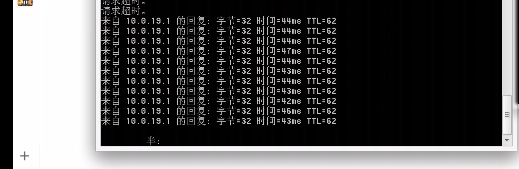 请求超时。
请求超时。
来自 10.0.19.1 的回复: 字节=32 时间=44ms TTL=62
来自 10.0.19.1 的回复: 字节=32 时间=44ms TTL=62
来自 10.0.19.1 的回复: 字节=32 时间=44ms TTL=62
来自 10.0.19.1 的回复: 字节=32 时间=47ms TTL=62
来自 10.0.19.1 的回复: 字节=32 时间=44ms TTL=62
来自 10.0.19.1 的回复: 字节=32 时间=43ms TTL=62
来自 10.0.19.1 的回复: 字节=32 时间=44ms TTL=62
来自 10.0.19.1 的回复: 字节=32 时间=43ms TTL=62
来自 10.0.19.1 的回复: 字节=32 时间=42ms TTL=62
来自 10.0.19.1 的回复: 字节=32 时间=46ms TTL=62
来自 10.0.19.1 的回复: 字节=32 时间=43ms TTL=62
半: